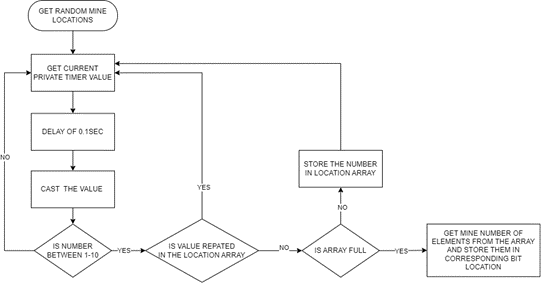 GET RANDOM MINE
LOCATIONS
GET CURRENT
PRIVATE TIMER VALUE
DELAY OF 0.1SEC
NO
STORE THE NUMBER
IN LOCATION ARRAY
CAST THE VALUE
YES
NO
IS NUMBER
BETWEEN 1-10
YES
IS VALUE REPATED
IN THE LOCATION ARRAY
NO
IS ARRAY FULL
YES
GET MINE NUMBER OF
ELEMENTS FROM THE ARRAY
AND STORE THEM IN
CORRESPONDING BIT
LOCATION